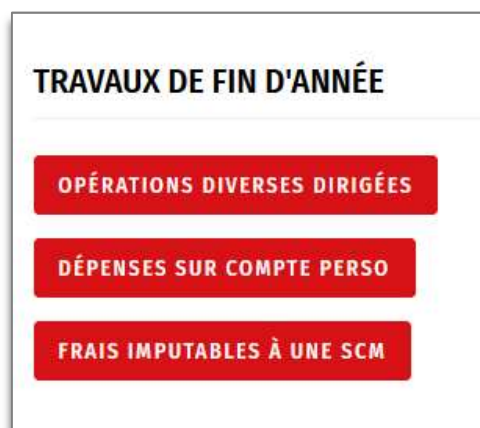 TRAVAUX DE FIN D'ANNÉE
OPÉRATIONS DIVERSES DIRIGÉES
DÉPENSES SUR COMPTE PERSO
FRAIS IMPUTABLES À UNE SCM